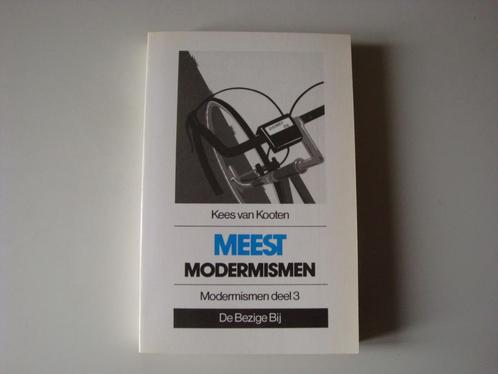 Kees van Kooten
MEEST
MODERMISMEN
Modermismen deel 3
De Bezige Bij